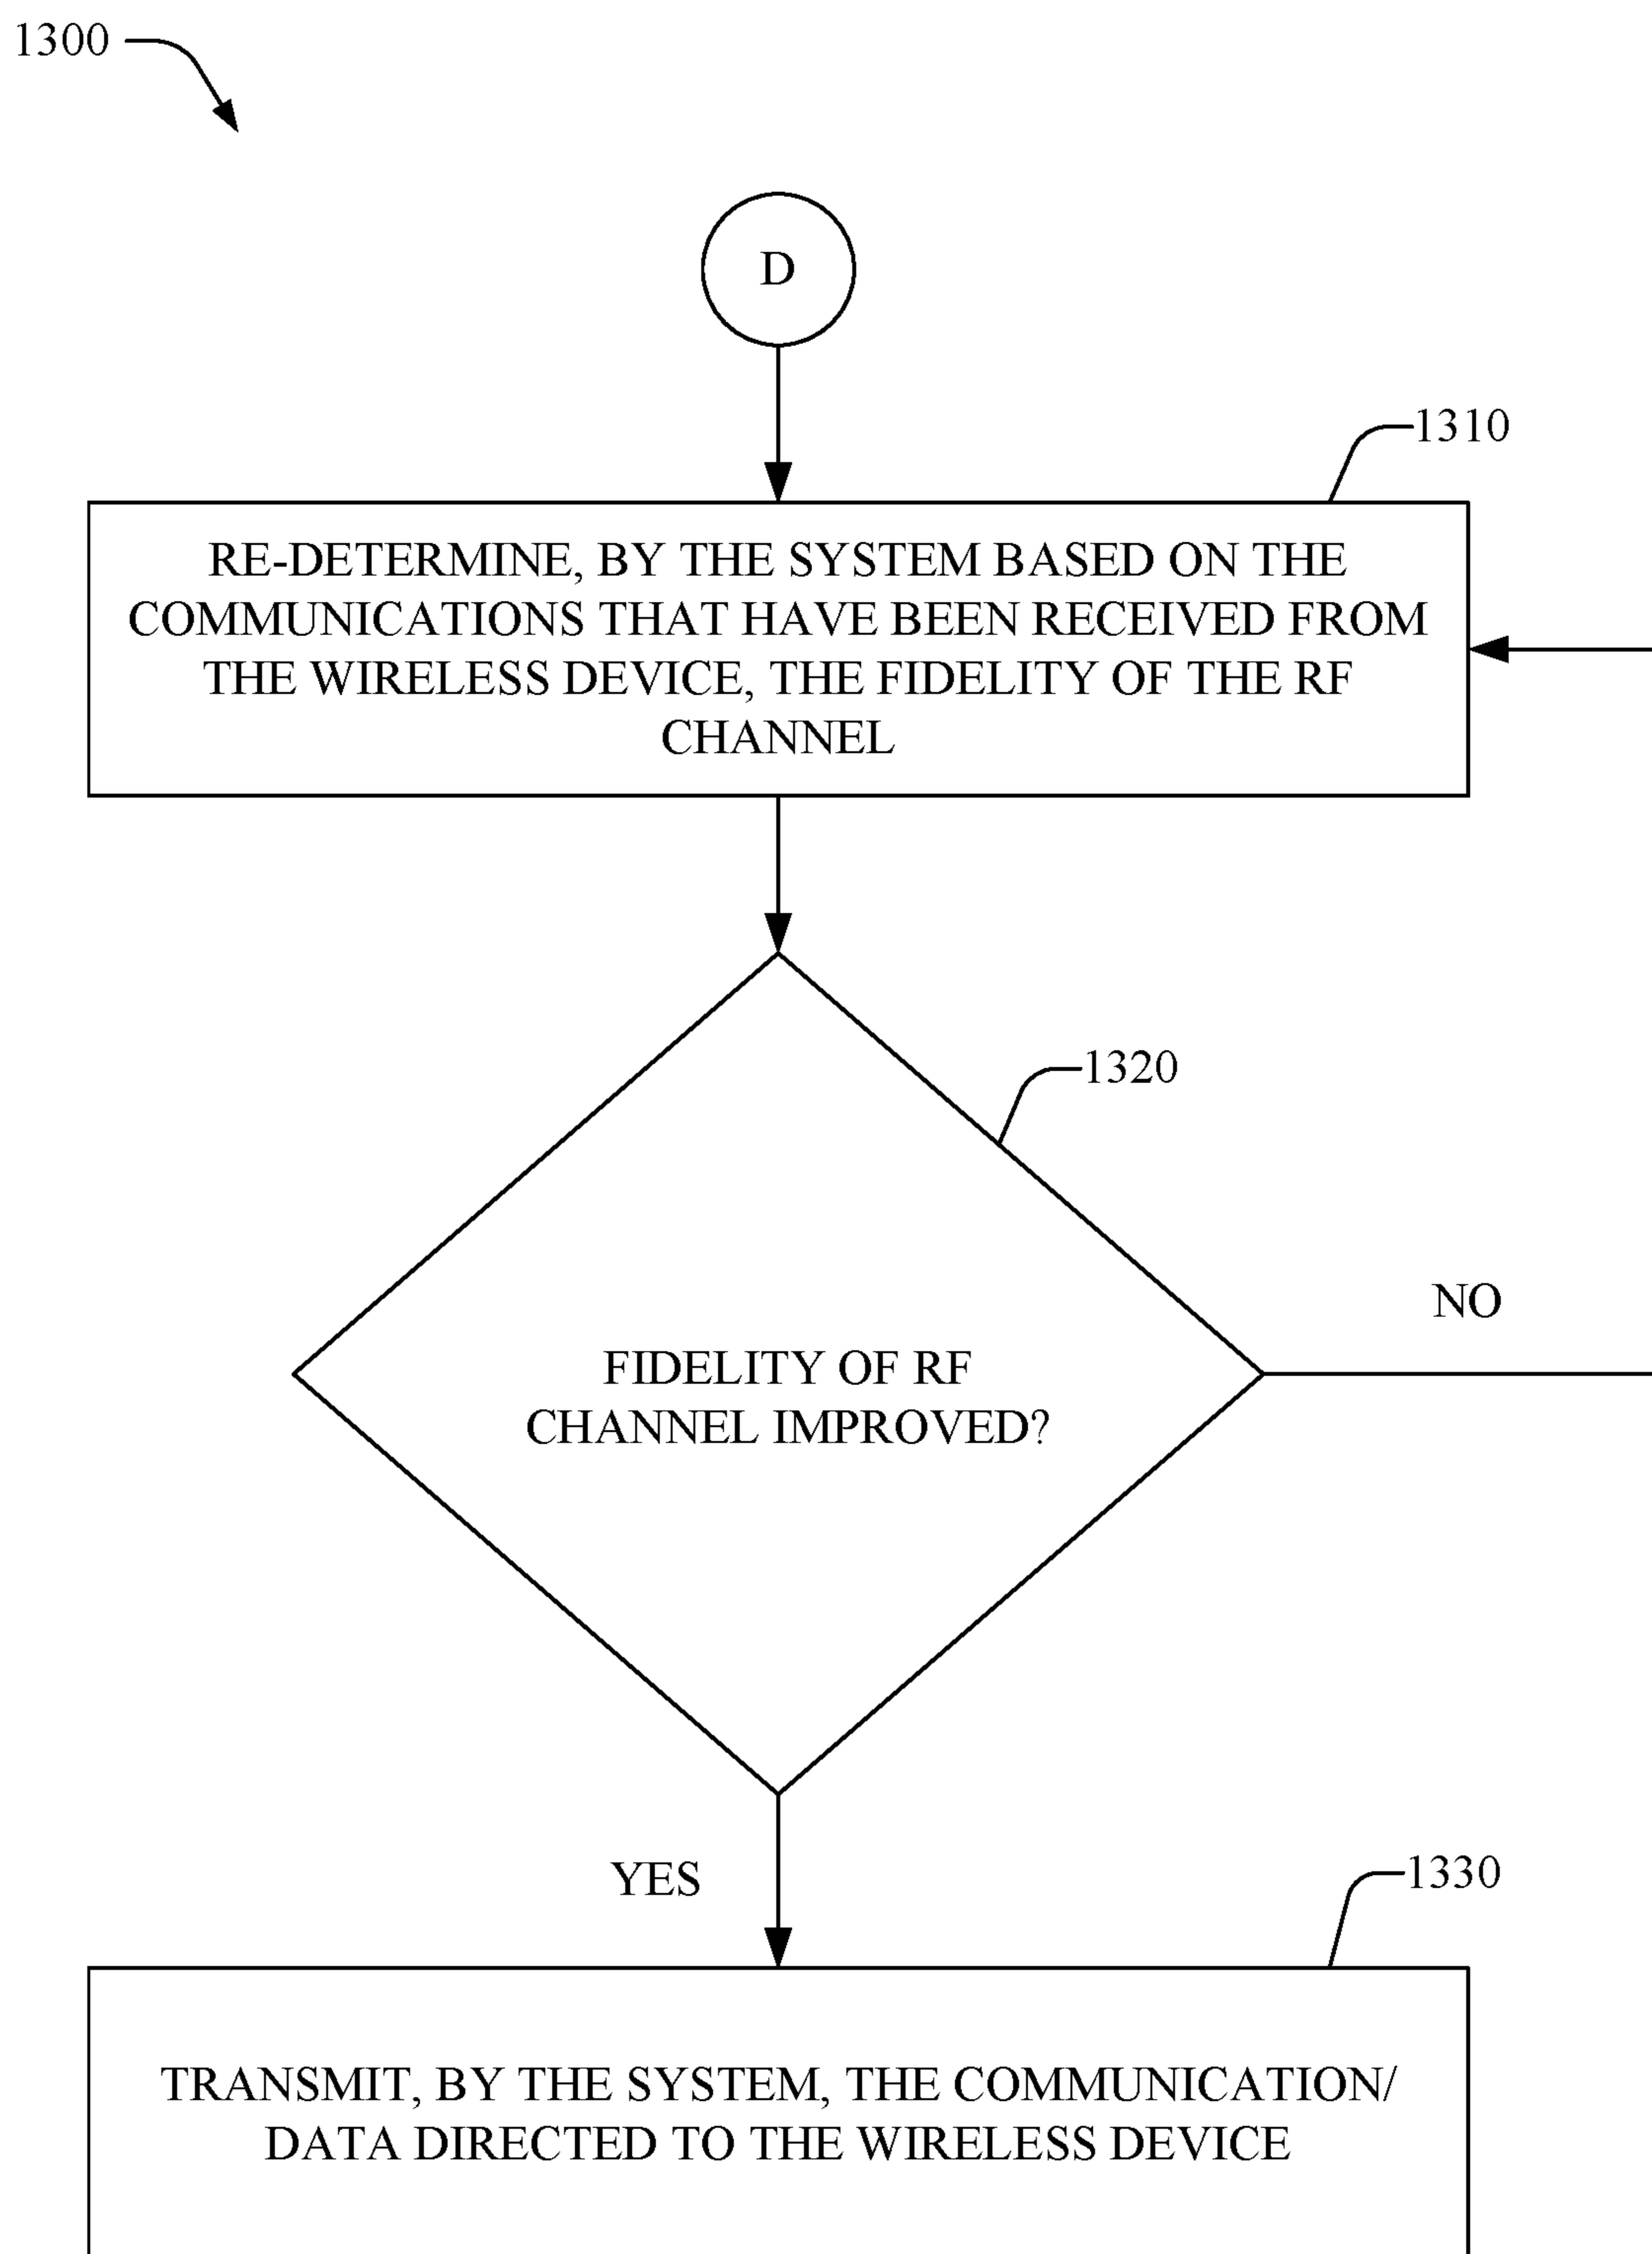 1300
D
1310
RE-DETERMINE, BY THE SYSTEM BASED ON THE
COMMUNICATIONS THAT HAVE BEEN RECEIVED FROM
THE WIRELESS DEVICE, THE FIDELITY OF THE RF
CHANNEL
1320
NO
FIDELITY OF RF
CHANNEL IMPROVED?
YES
1330
TRANSMIT, BY THE SYSTEM, THE COMMUNICATION/
DATA DIRECTED TO THE WIRELESS DEVICE